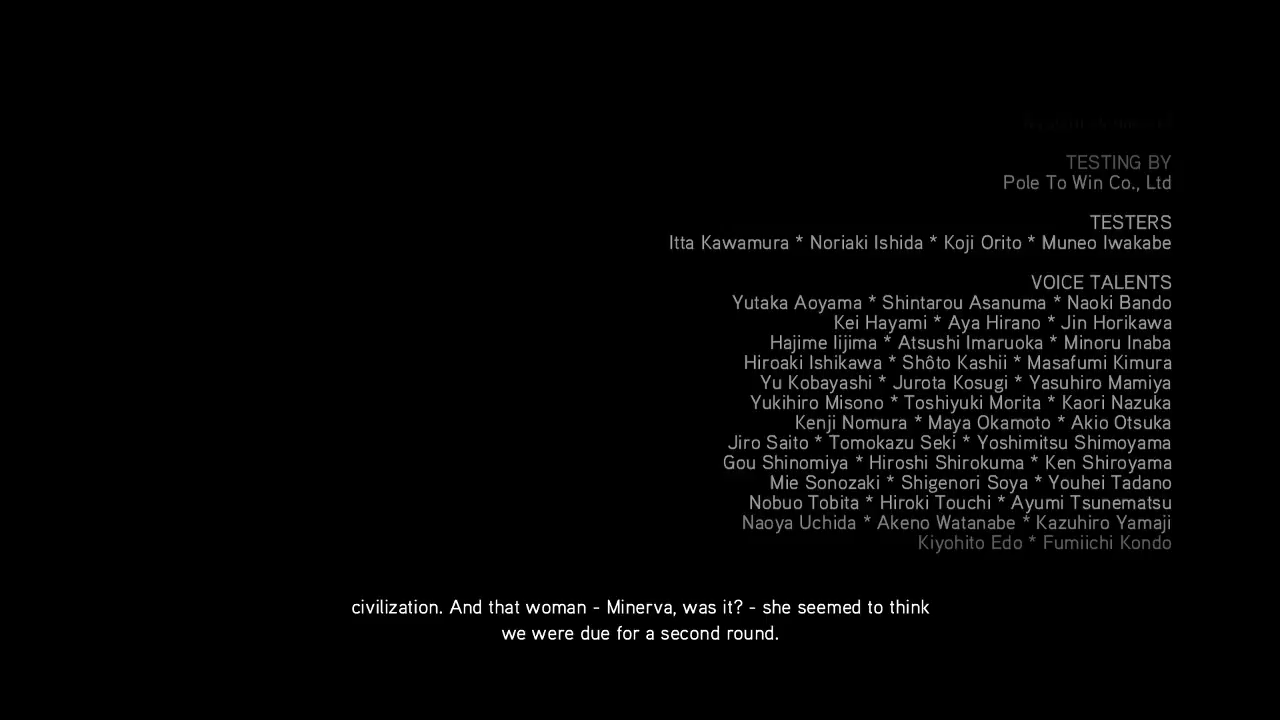 TESTING BY
Pole To Win Co., Ltd
TESTERS
Itta Kawamura * Noriaki Ishida * Koji Orito * Muneo Iwakabe
VOICE TALENTS
Yutaka Aoyama * Shintarou Asanuma * Naoki Bando
Kei Hayami * Aya Hirano * Jin Horikawa
Hajime Iijima * Atsushi Imaruoka * Minoru Inaba
Hiroaki Ishikawa * Shôto Kashii * Masafumi Kimura
Yu Kobayashi * Jurota Kosugi * Yasuhiro Mamiya
Yukihiro Misono * Toshiyuki Morita * Kaori Nazuka
Kenji Nomura * Maya Okamoto * Akio Otsuka
Jiro Saito * Tomokazu Seki * Yoshimitsu Shimoyama
Gou Shinomiya * Hiroshi Shirokuma * Ken Shiroyama
Mie Sonozaki * Shigenori Soya * Youhei Tadano
Nobuo Tobita * Hiroki Touchi * Ayumi Tsunematsu
Naoya Uchida * Akeno Watanabe * Kazuhiro Yamaji
Kiyohito Edo * Fumiichi Kondo
civilization. And that woman - Minerva, was it? - she seemed to think
we were due for a second round.